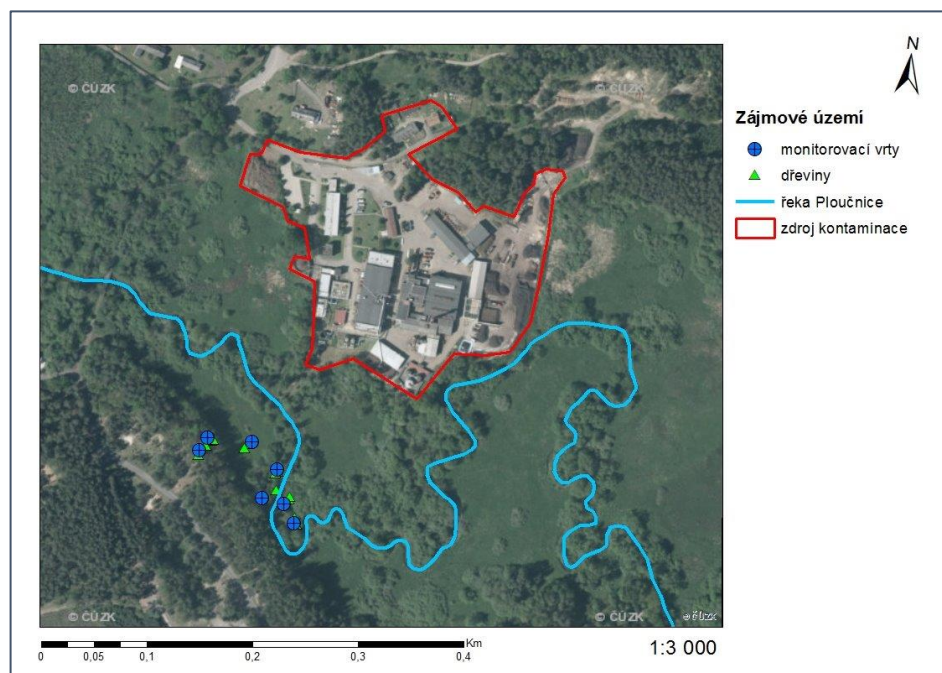 © ČÚZK
© ČÚZK
N
Zájmové území
monitorovací vrty
dřeviny
řeka Ploučnice
zdroj kontaminace
© ČÚZK
© ČÚZK
© ČÚZK
Km
0 0,05 0,1 0,2 0,3 0,4
1:3 000